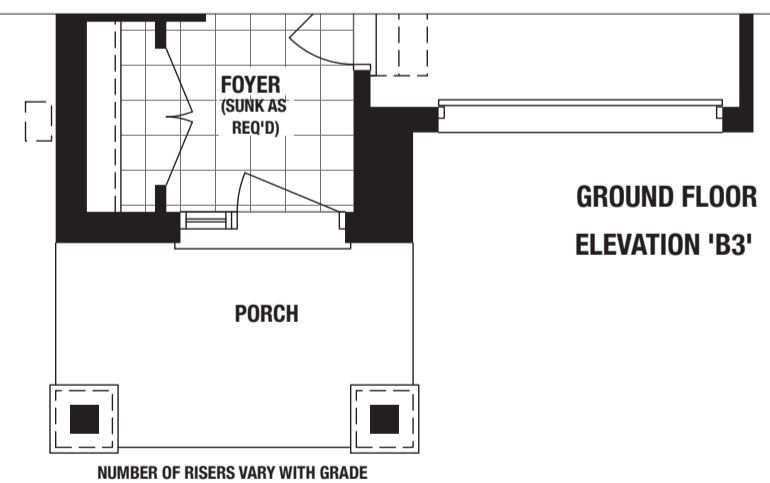 FOYER
(SUNK AS
REQ'D)
GROUND FLOOR
ELEVATION 'B3'
PORCH
NUMBER OF RISERS VARY WITH GRADE